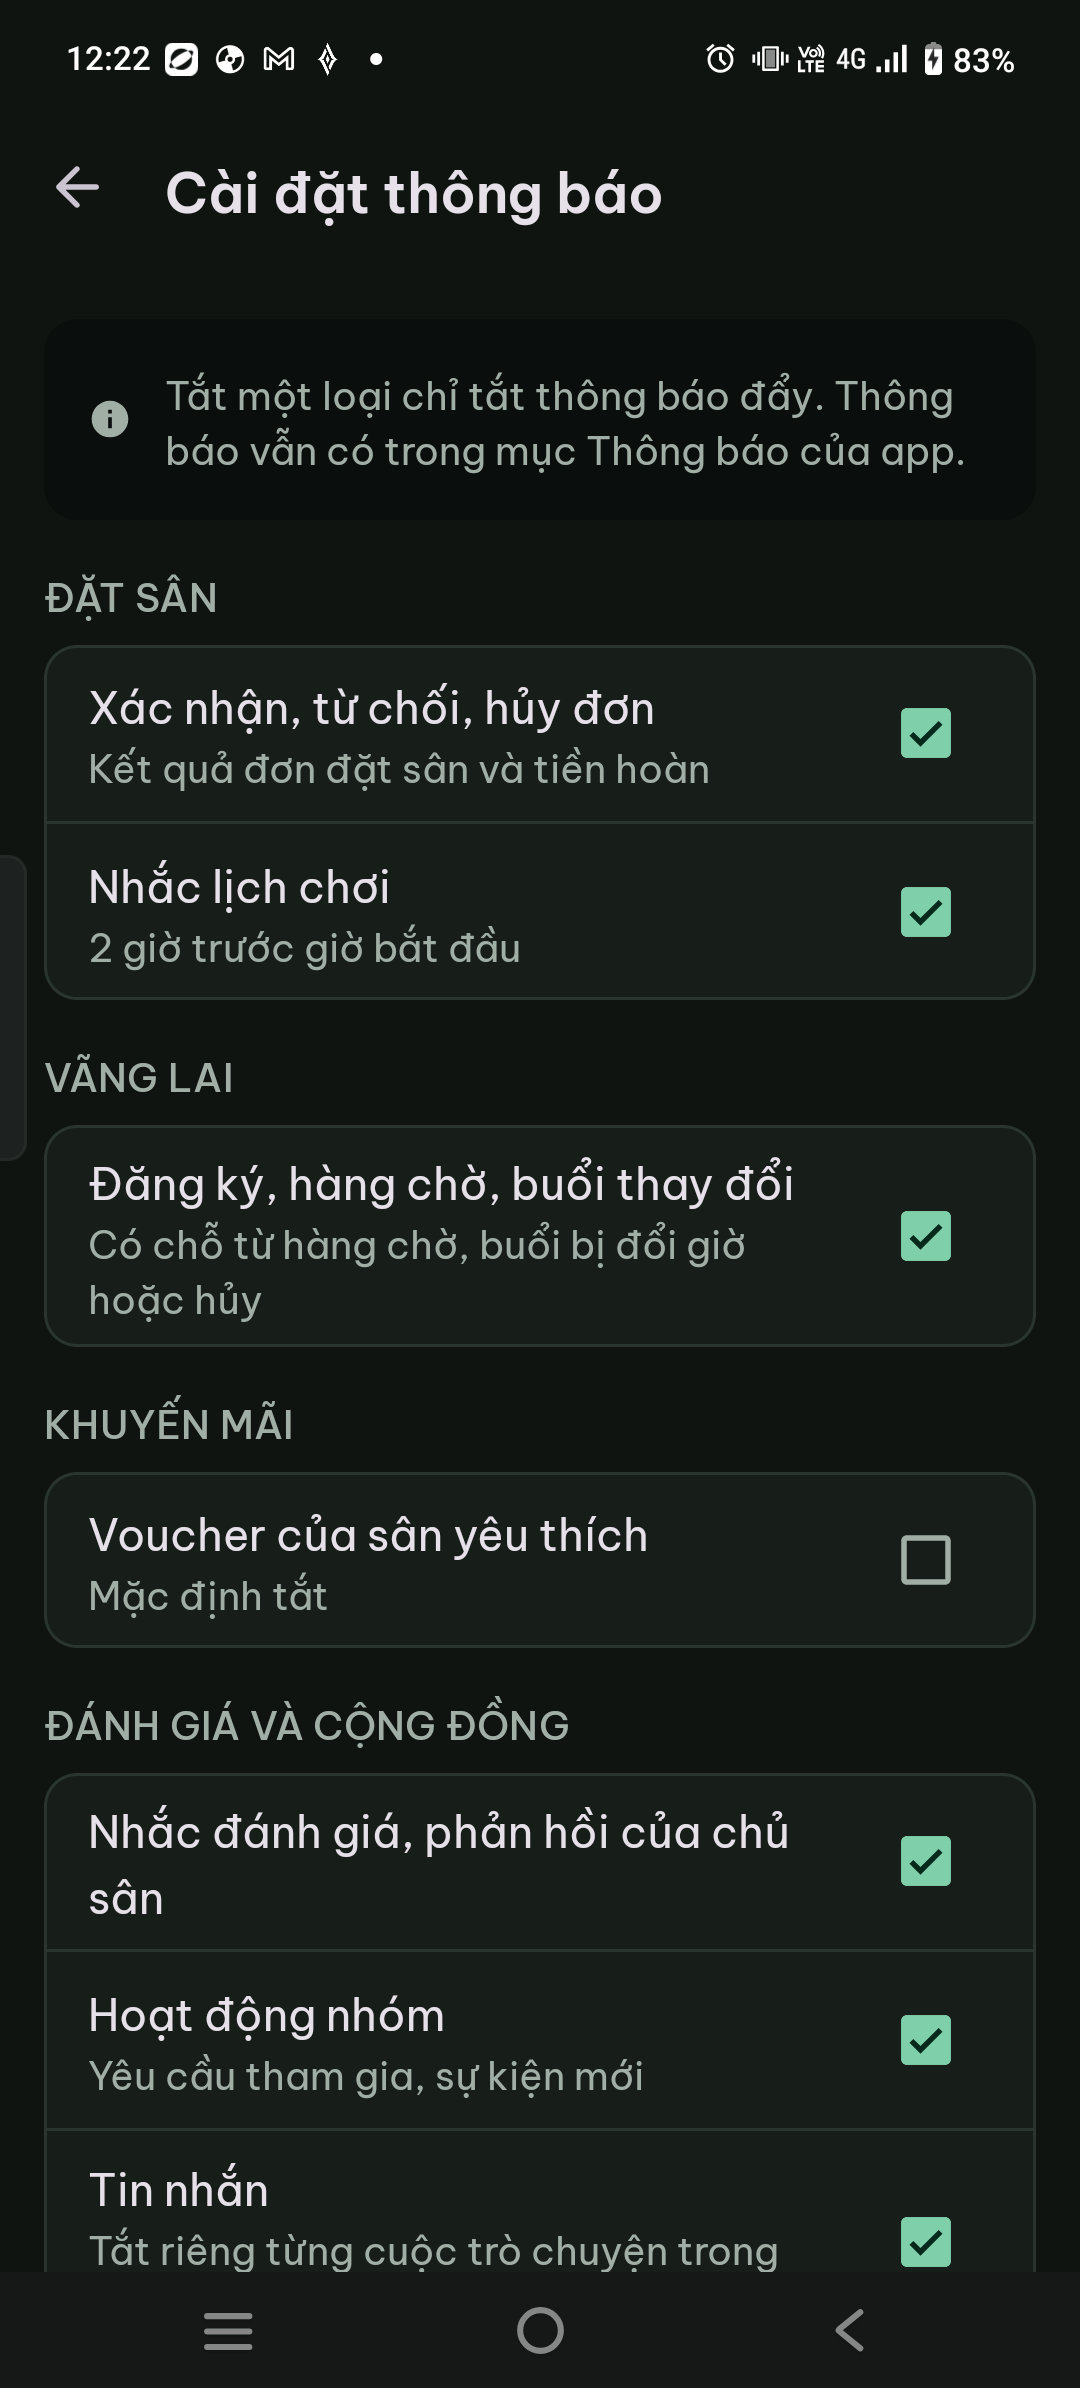 12:22 VO) LTE 4G 83%
Cài đặt thông báo
Tắt một loại chỉ tắt thông báo đẩy. Thông
báo vẫn có trong mục Thông báo của app.
ĐẶT SÂN
Xác nhận, từ chối, hủy đơn
Kết quả đơn đặt sân và tiền hoàn
Nhắc lịch chơi
2 giờ trước giờ bắt đầu
VÃNG LAI
Đăng ký, hàng chờ, buổi thay đổi
Có chỗ từ hàng chờ, buổi bị đổi giờ
hoặc hủy
KHUYẾN MÃI
Voucher của sân yêu thích
Mặc định tắt
ĐÁNH GIÁ VÀ CỘNG ĐỒNG
Nhắc đánh giá, phản hồi của chủ
sân
Hoạt động nhóm
Yêu cầu tham gia, sự kiện mới
Tin nhắn
Tắt riêng từng cuộc trò chuyện trong